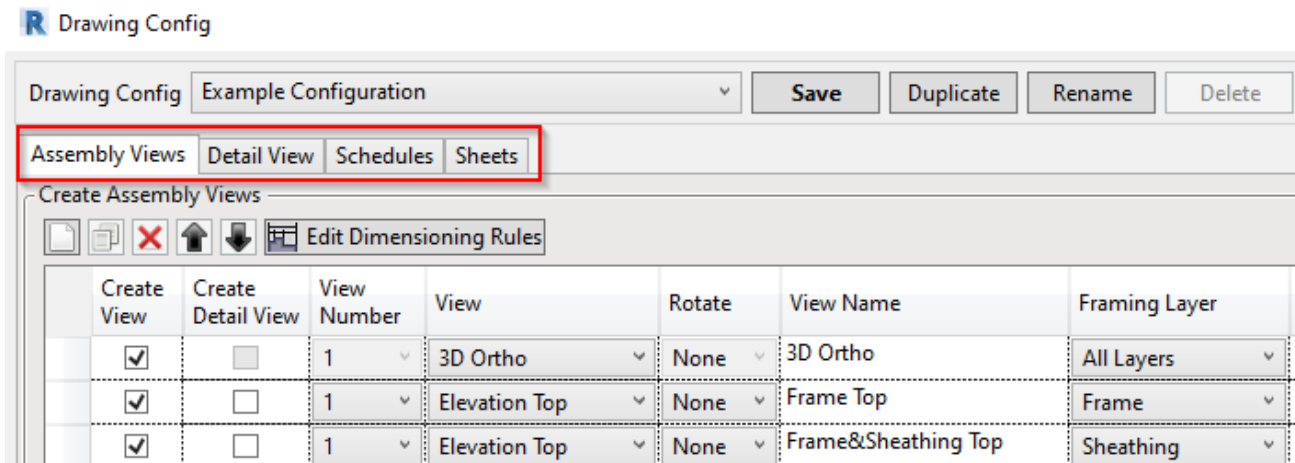 Drawing Config
Drawing Config Example Configuration Save Duplicate Rename Delete
Assembly Views Detail View Schedules Sheets
Create Assembly Views
Edit Dimensioning Rules
Create View Create Detail View View Number View Rotate View Name Framing Layer
1 3D Ortho None 3D Ortho All Layers
1 Elevation Top None Frame Top Frame
1 Elevation Top None Frame&Sheathing Top Sheathing